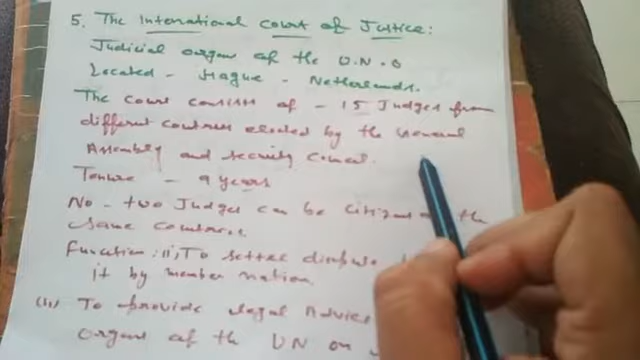 5. The International Court of Justice:
Judicial organ of the U.N.O
Located - Hague - Netherlands.
The Court consists of - 15 Judges from
different countries elected by the General
Assembly and Security Council.
Tenure - 9 years
No - two Judges can be citizens of the
same countries.
Function: (i) To settle dispute
it by member nation.
(ii) To provide legal Advice
organs of the UN on